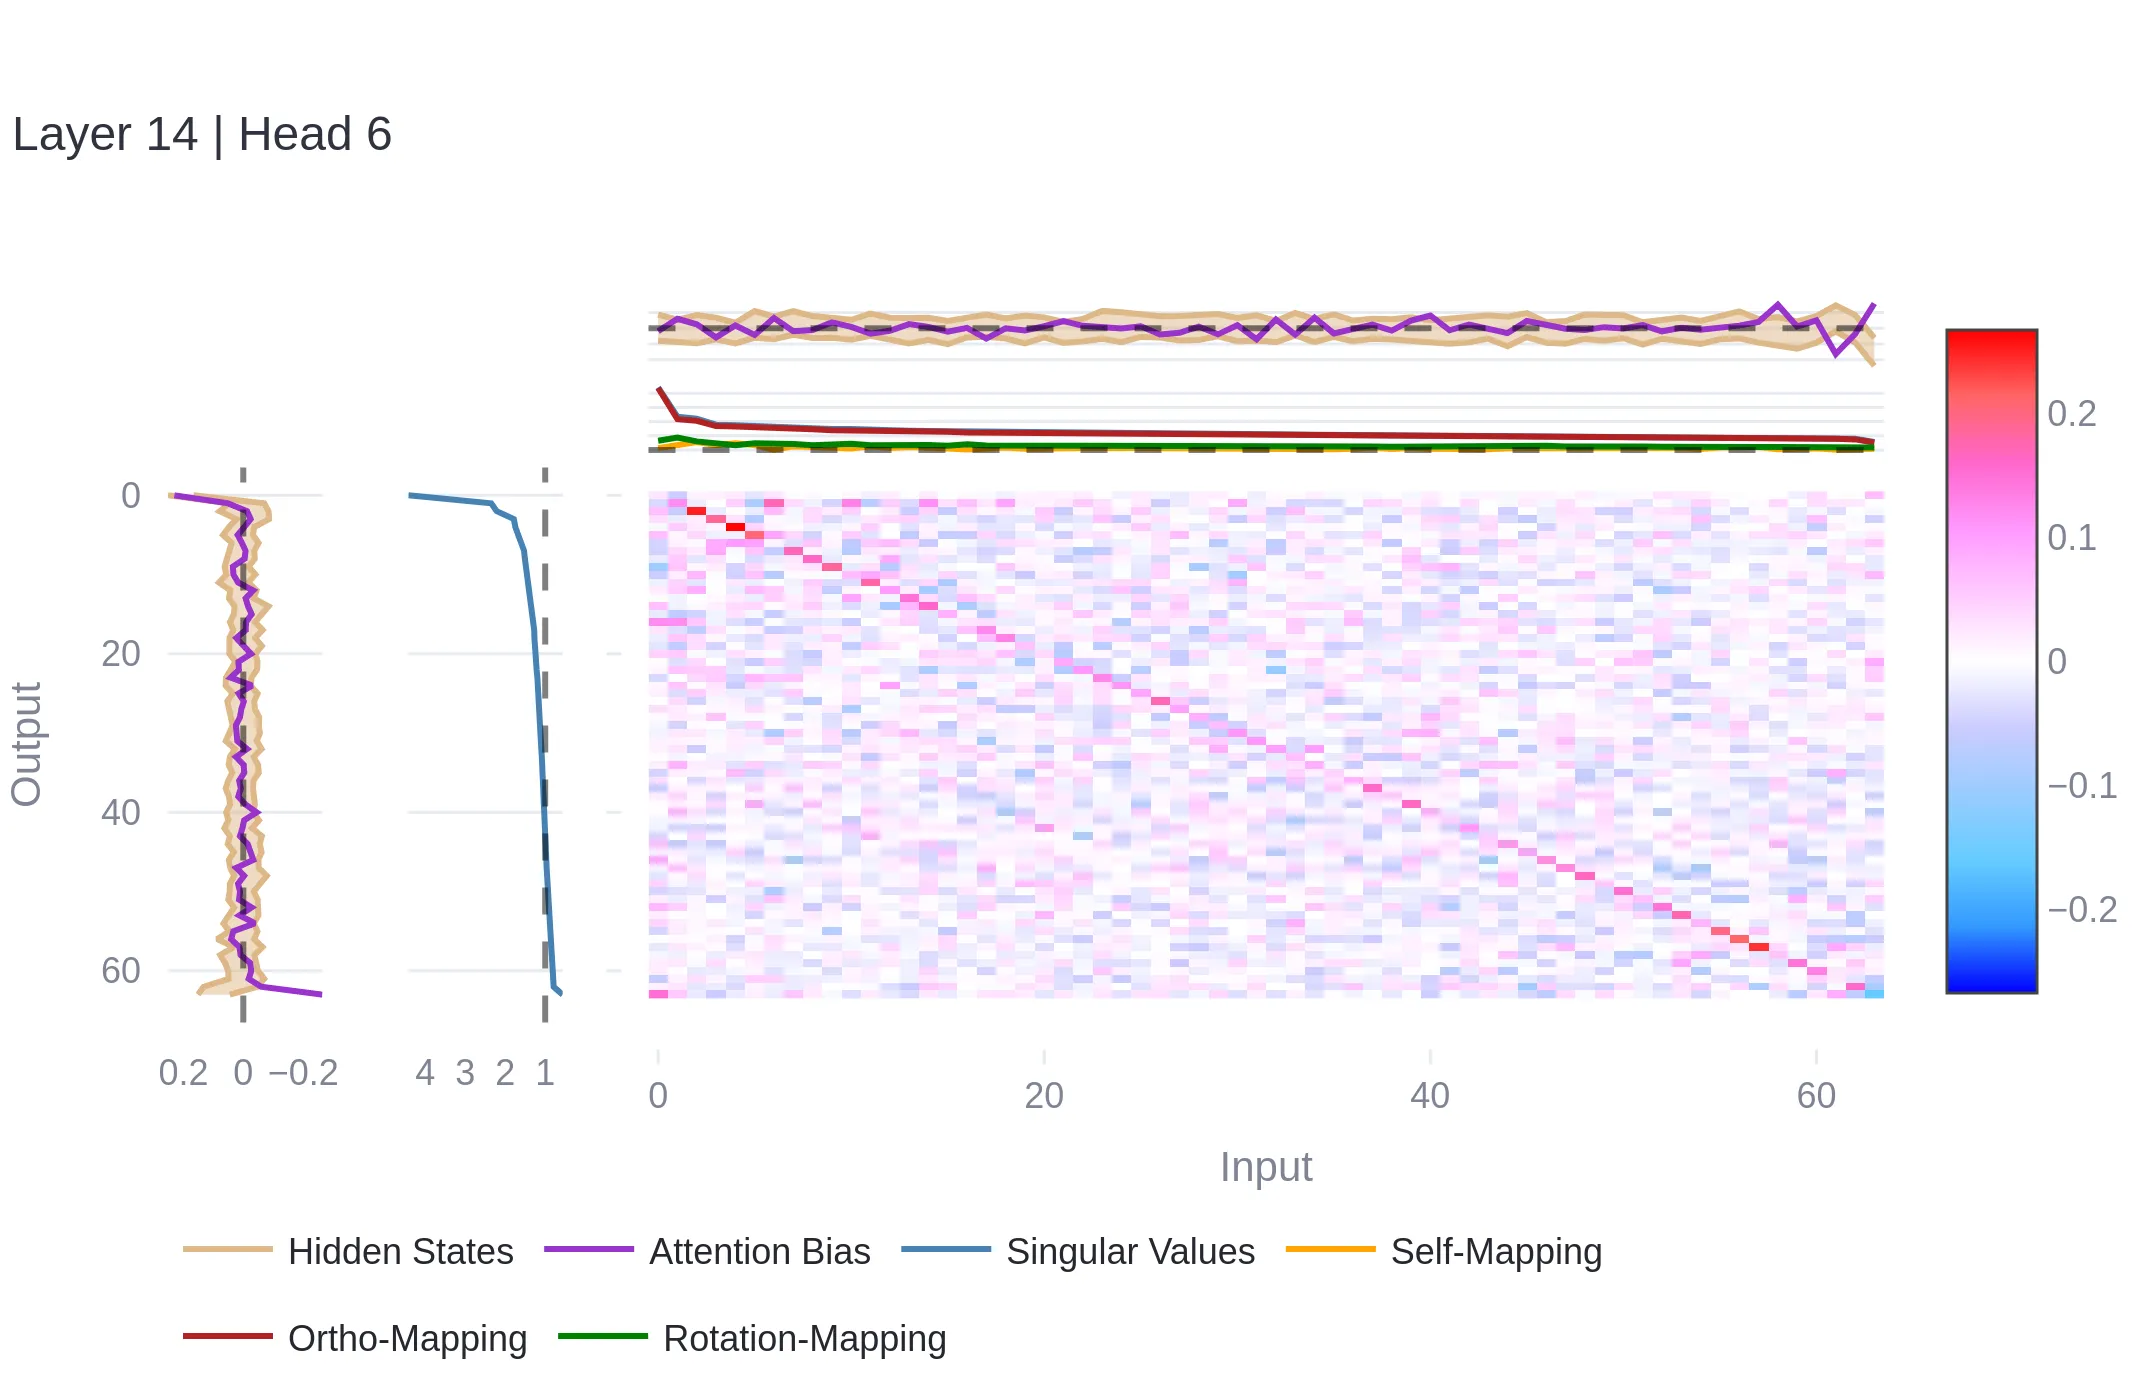 Layer 14 | Head 6
0
20
40
60
Output
0.2 0 −0.2
4 3 2 1
0 20 40 60
Input
0.2
0.1
0
−0.1
−0.2
Hidden States Attention Bias Singular Values Self-Mapping
Ortho-Mapping Rotation-Mapping